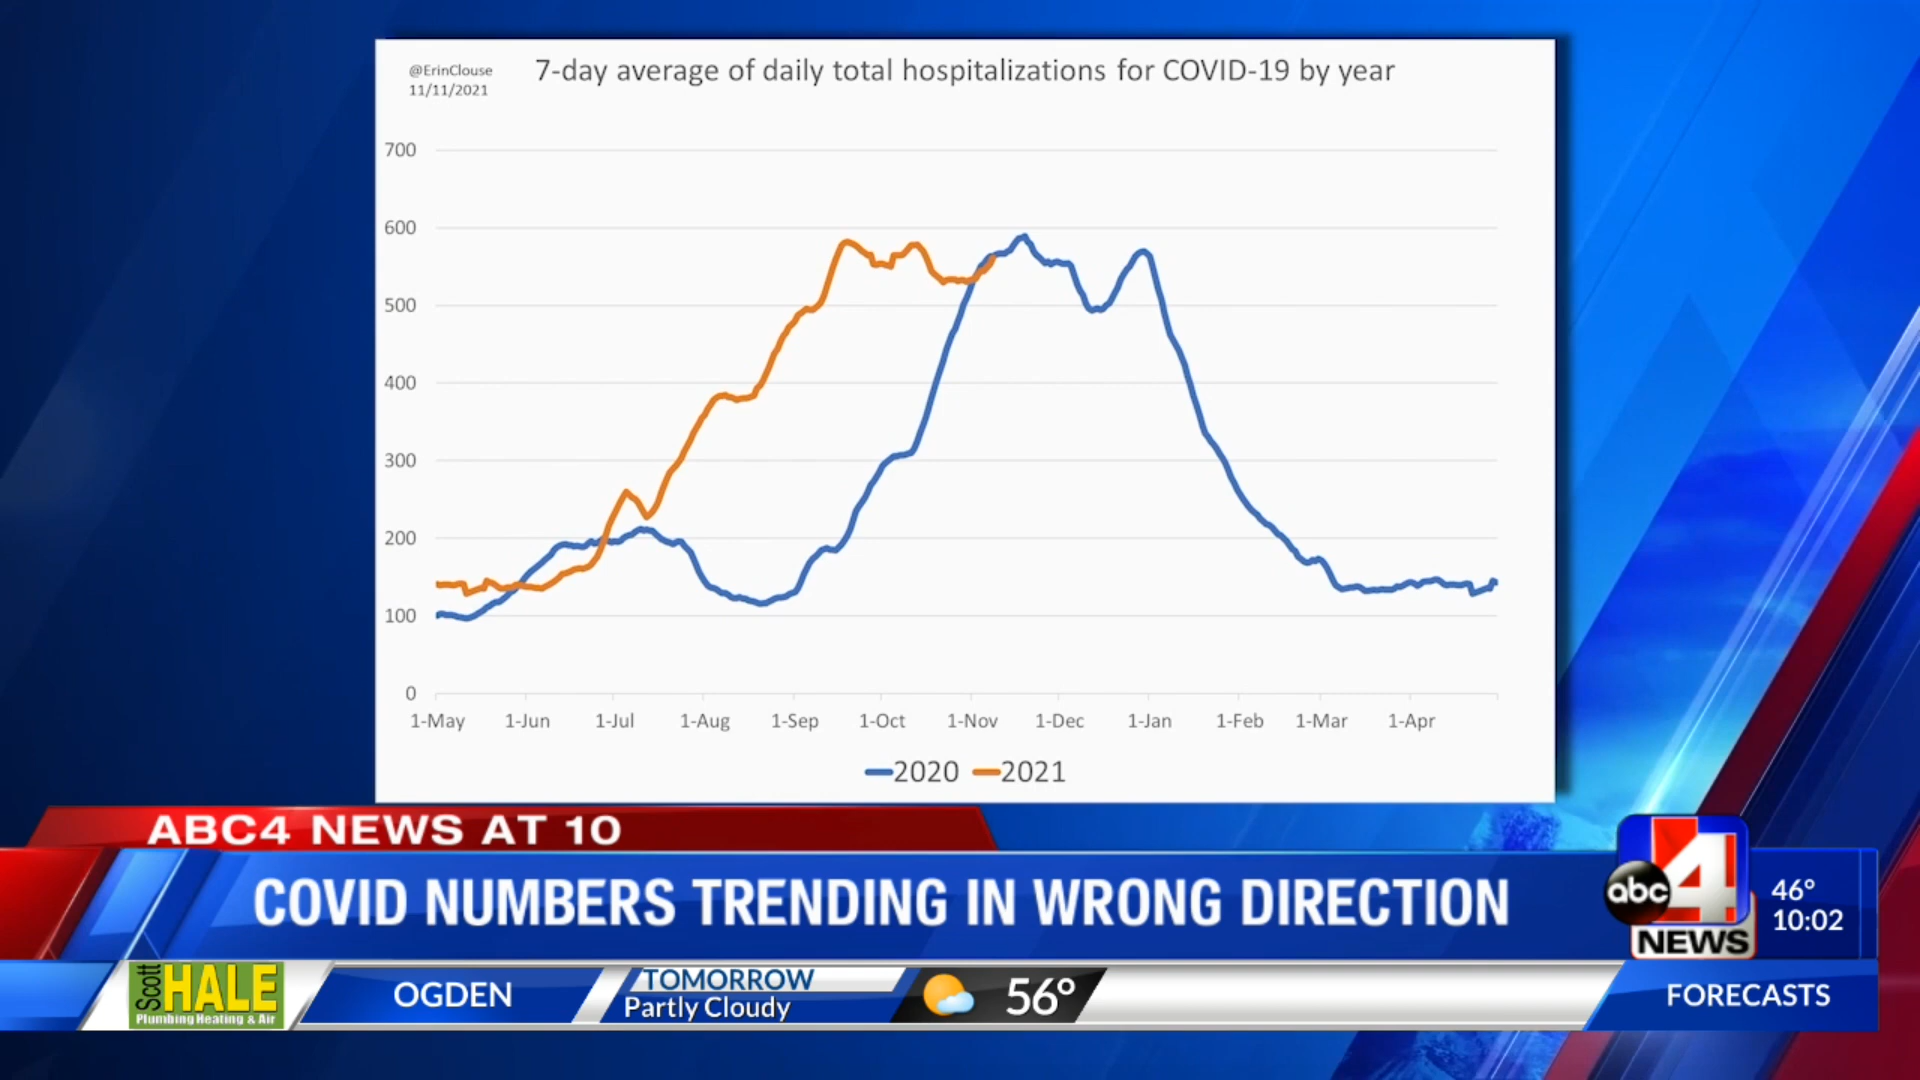 @ErinClouse
11/11/2021
7-day average of daily total hospitalizations for COVID-19 by year
700
600
500
400
300
200
100
0
1-May 1-Jun 1-Jul 1-Aug 1-Sep 1-Oct 1-Nov 1-Dec 1-Jan 1-Feb 1-Mar 1-Apr
2020 2021
ABC4 NEWS AT 10
COVID NUMBERS TRENDING IN WRONG DIRECTION
abc 4
NEWS
46°
10:02
Scott HALE
Plumbing Heating & Air
OGDEN
TOMORROW
Partly Cloudy
56°
FORECASTS